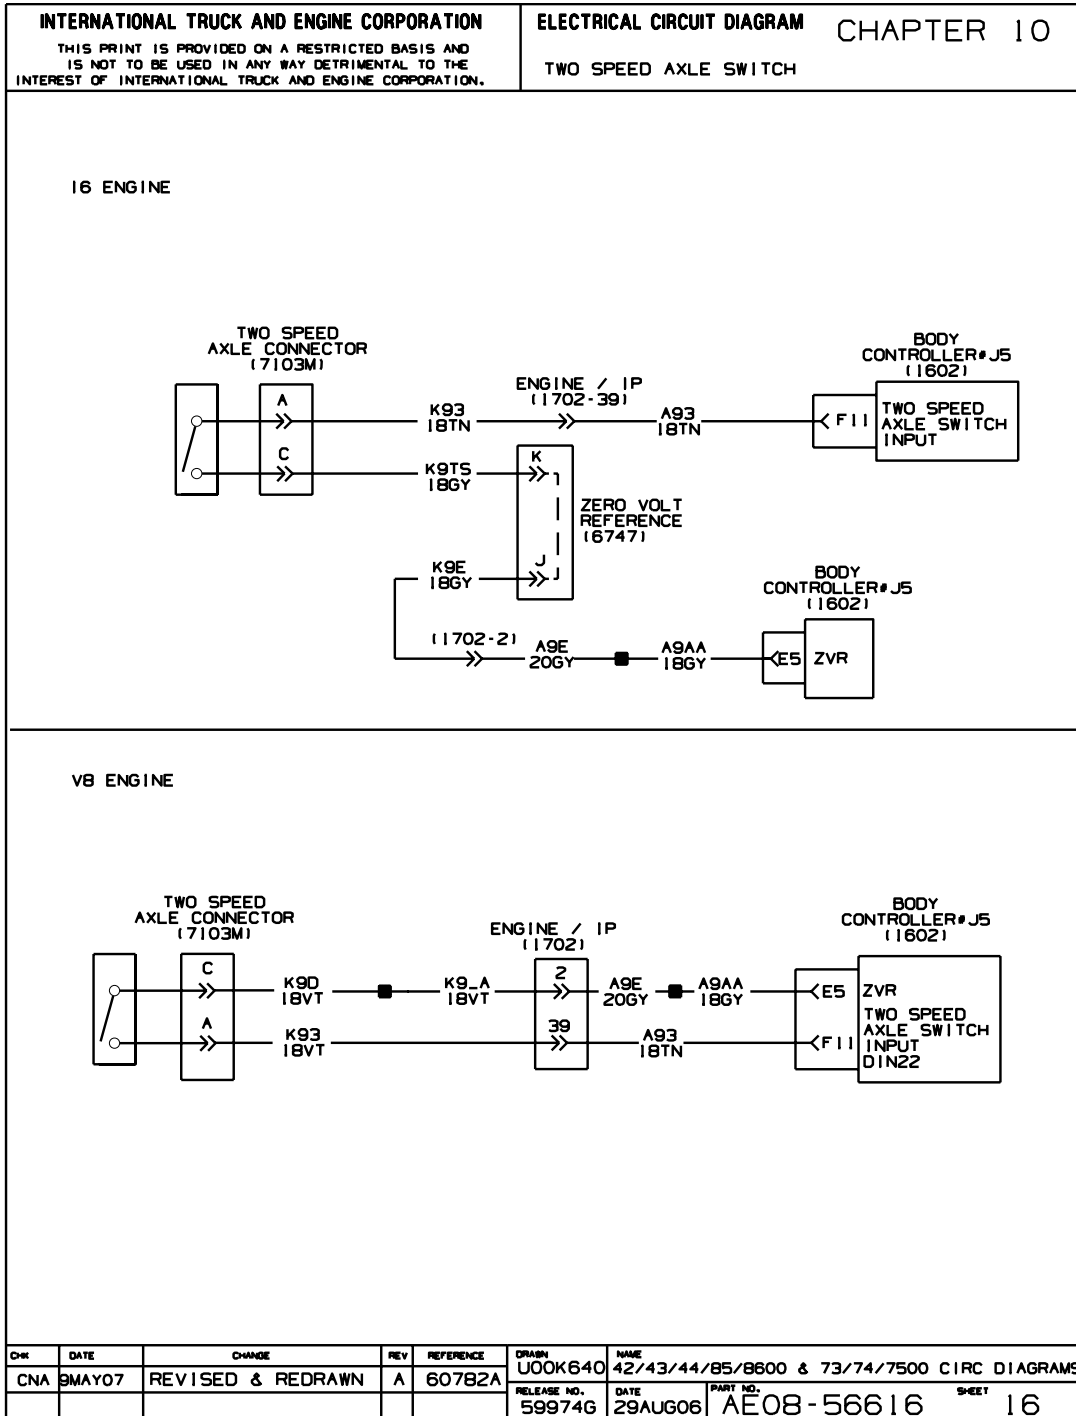 INTERNATIONAL TRUCK AND ENGINE CORPORATION
THIS PRINT IS PROVIDED ON A RESTRICTED BASIS AND
IS NOT TO BE USED IN ANY WAY DETRIMENTAL TO THE
INTEREST OF INTERNATIONAL TRUCK AND ENGINE CORPORATION.
ELECTRICAL CIRCUIT DIAGRAM
CHAPTER 10
TWO SPEED AXLE SWITCH
I6 ENGINE
TWO SPEED
AXLE CONNECTOR
(7103M)
A
C
K93
18TN
ENGINE / IP
(1702-39)
A93
18TN
BODY
CONTROLLER#J5
(1602)
F11
TWO SPEED
AXLE SWITCH
INPUT
K9TS
18GY
K
ZERO VOLT
REFERENCE
(6747)
J
K9E
18GY
(1702-2)
A9E
20GY
A9AA
18GY
BODY
CONTROLLER#J5
(1602)
E5
ZVR
V8 ENGINE
TWO SPEED
AXLE CONNECTOR
(7103M)
C
A
K9D
18VT
K9_A
18VT
K93
18VT
ENGINE / IP
(1702)
2
39
A9E
20GY
A9AA
18GY
A93
18TN
BODY
CONTROLLER#J5
(1602)
E5
F11
ZVR
TWO SPEED
AXLE SWITCH
INPUT
DIN22
CHK DATE CHANGE REV REFERENCE
CNA 9MAY07 REVISED & REDRAWN A 60782A
DRAWN
U00K640
NAME
42/43/44/85/8600 & 73/74/7500 CIRC DIAGRAMS
RELEASE NO.
59974G
DATE
29AUG06
PART NO.
AE08-56616
SHEET
16